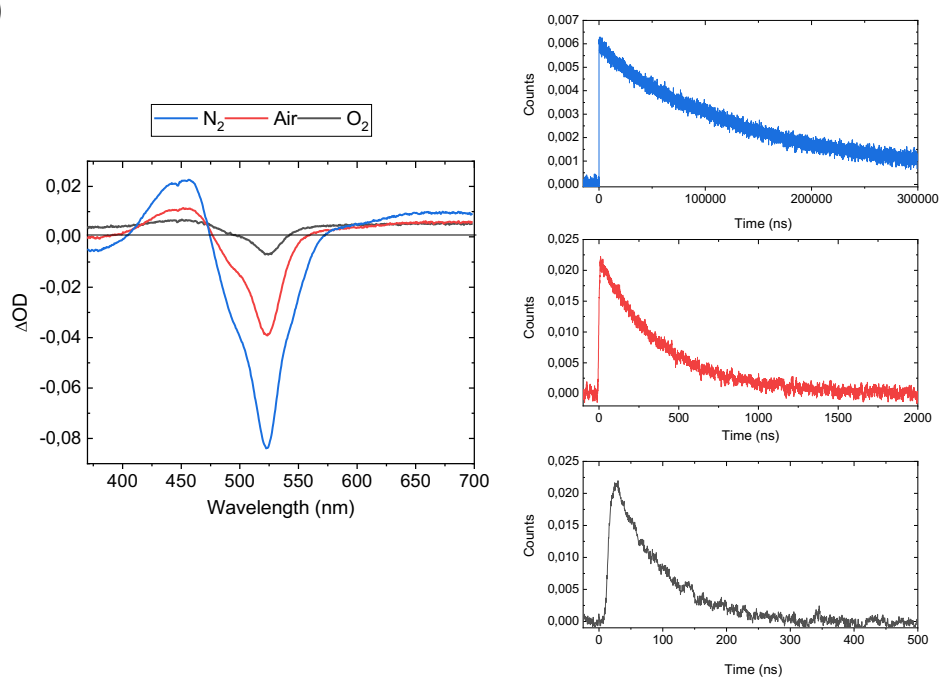 )
N₂ Air O₂
0,02
0,00
-0,02
-0,04
-0,06
-0,08
ΔOD
400 450 500 550 600 650 700
Wavelength (nm)
0,007
0,006
0,005
0,004
0,003
0,002
0,001
0,000
Counts
0 100000 200000 300000
Time (ns)
0,025
0,020
0,015
0,010
0,005
0,000
Counts
0 500 1000 1500 2000
Time (ns)
0,025
0,020
0,015
0,010
0,005
0,000
Counts
0 100 200 300 400 500
Time (ns)